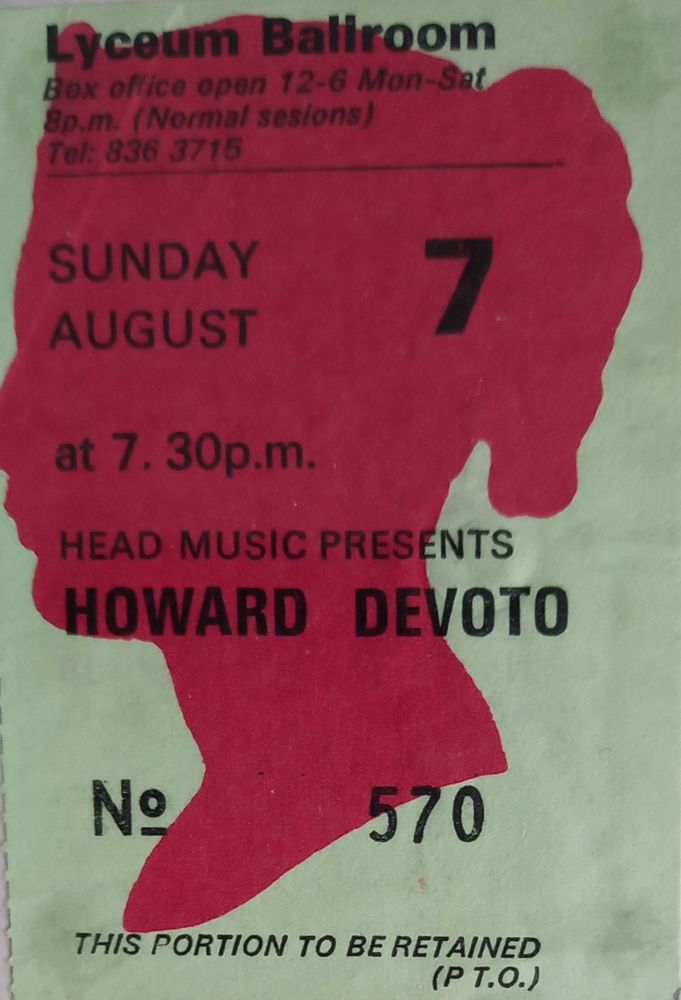 Lyceum Ballroom
Box office open 12-6 Mon-Sat
8p.m. (Normal sesions)
Tel: 836 3715
SUNDAY 7
AUGUST
at 7. 30p.m.
HEAD MUSIC PRESENTS
HOWARD DEVOTO
Nº 570
THIS PORTION TO BE RETAINED
(P T.O.)